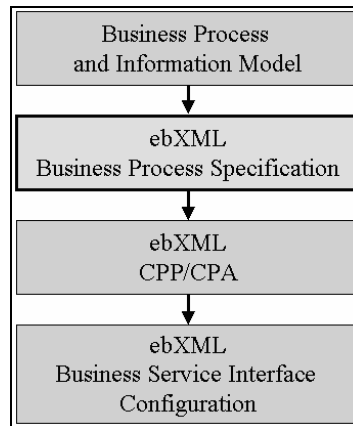 Business Process
and Information Model
ebXML
Business Process Specification
ebXML
CPP/CPA
ebXML
Business Service Interface
Configuration